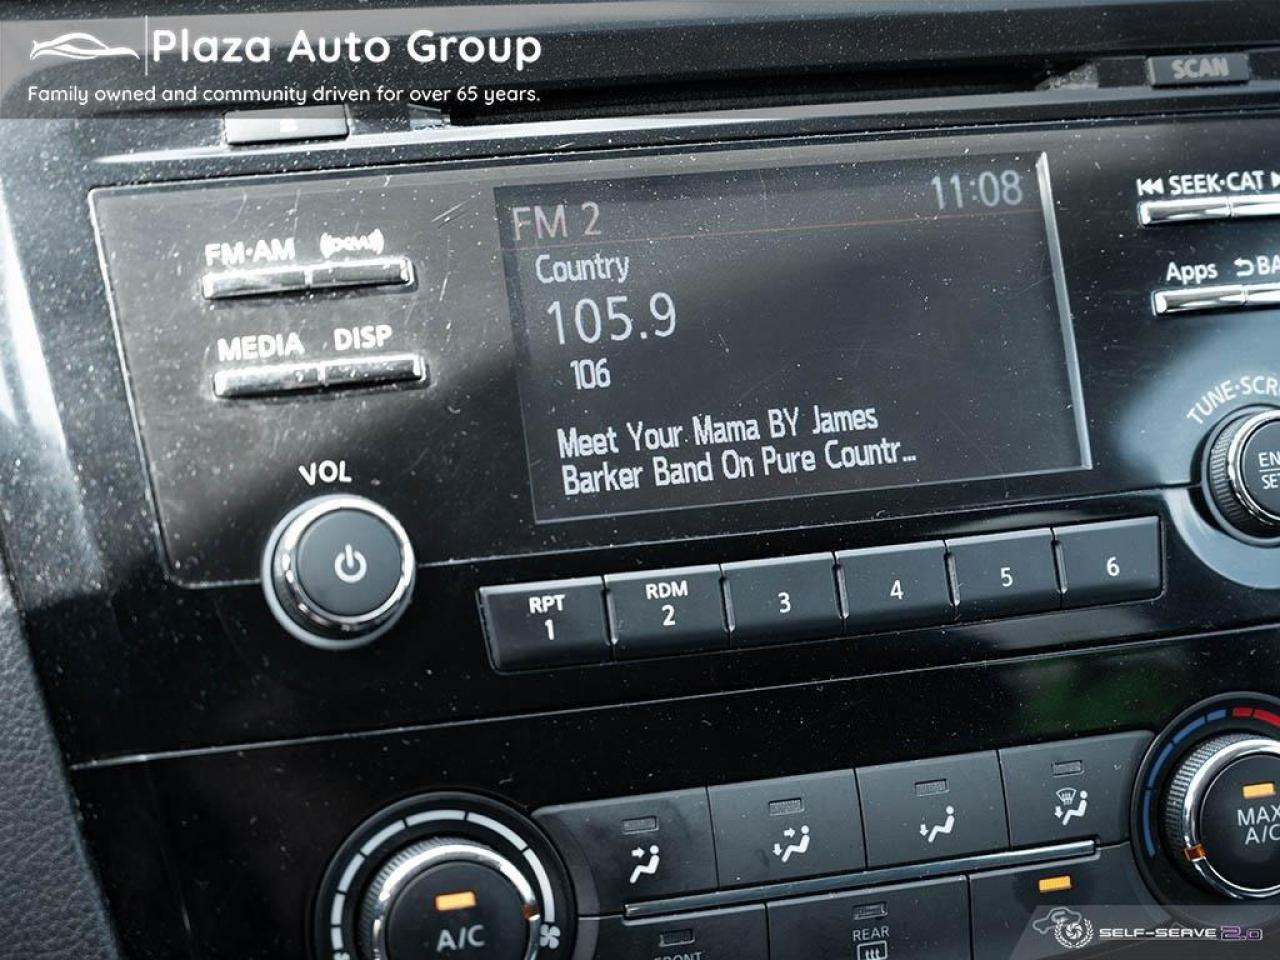 Plaza Auto Group
Family owned and community driven for over 65 years.
SCAN
FM 2
11:08
Country
105.9
106
Meet Your Mama BY James
Barker Band On Pure Countr...
FM·AM
MEDIA DISP
VOL
SEEK·CAT
Apps
RPT
1
RDM
2
3
4
5
6
A/C
REAR
MAX
A/C
SELF-SERVE 2.0